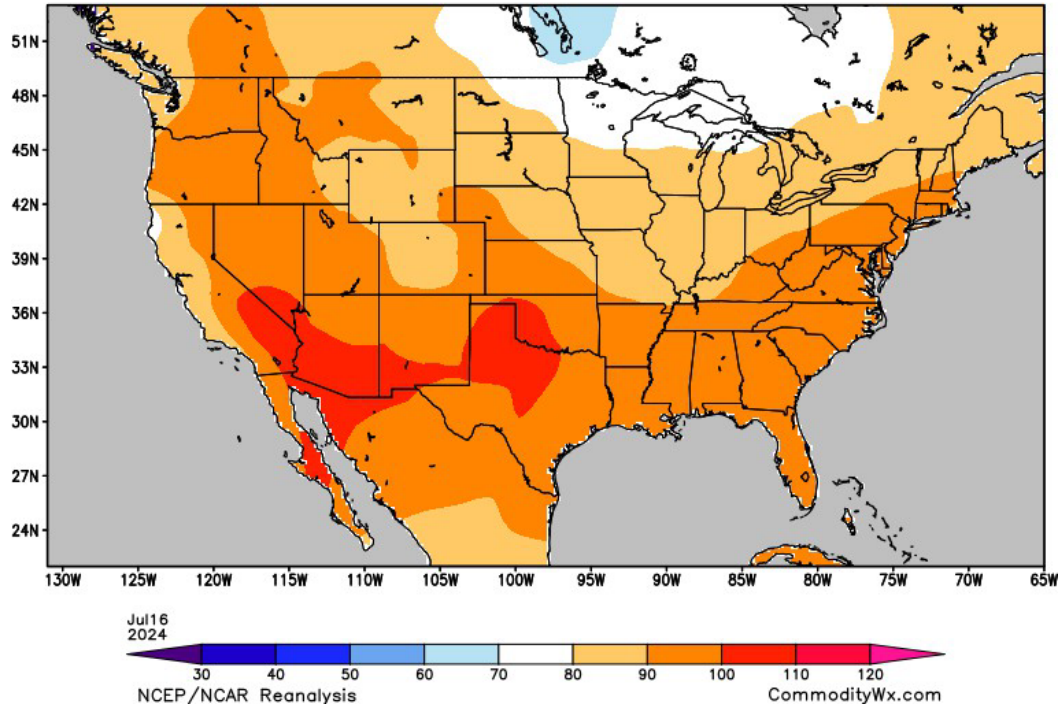 51N
48N
45N
42N
39N
36N
33N
30N
27N
24N
130W 125W 120W 115W 110W 105W 100W 95W 90W 85W 80W 75W 70W 65W
Jul16
2024
30 40 50 60 70 80 90 100 110 120
NCEP/NCAR Reanalysis CommodityWx.com